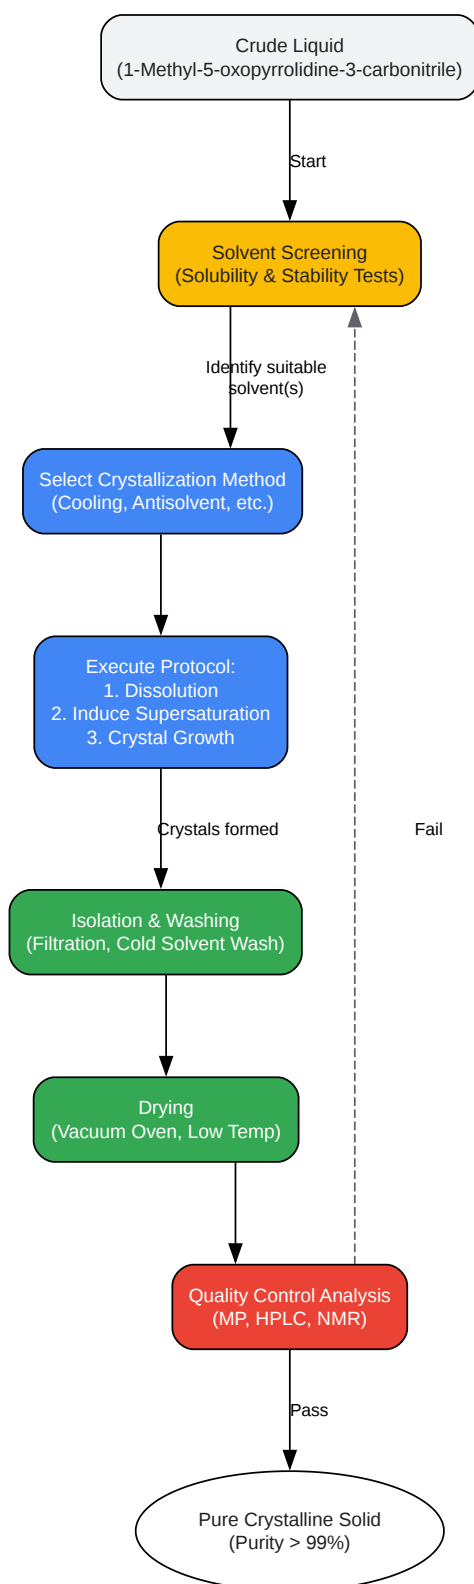 Crude Liquid
(1-Methyl-5-oxopyrrolidine-3-carbonitrile)
Start
Solvent Screening
(Solubility & Stability Tests)
Identify suitable
solvent(s)
Select Crystallization Method
(Cooling, Antisolvent, etc.)
Execute Protocol:
1. Dissolution
2. Induce Supersaturation
3. Crystal Growth
Crystals formed
Fail
Isolation & Washing
(Filtration, Cold Solvent Wash)
Drying
(Vacuum Oven, Low Temp)
Quality Control Analysis
(MP, HPLC, NMR)
Pass
Pure Crystalline Solid
(Purity > 99%)